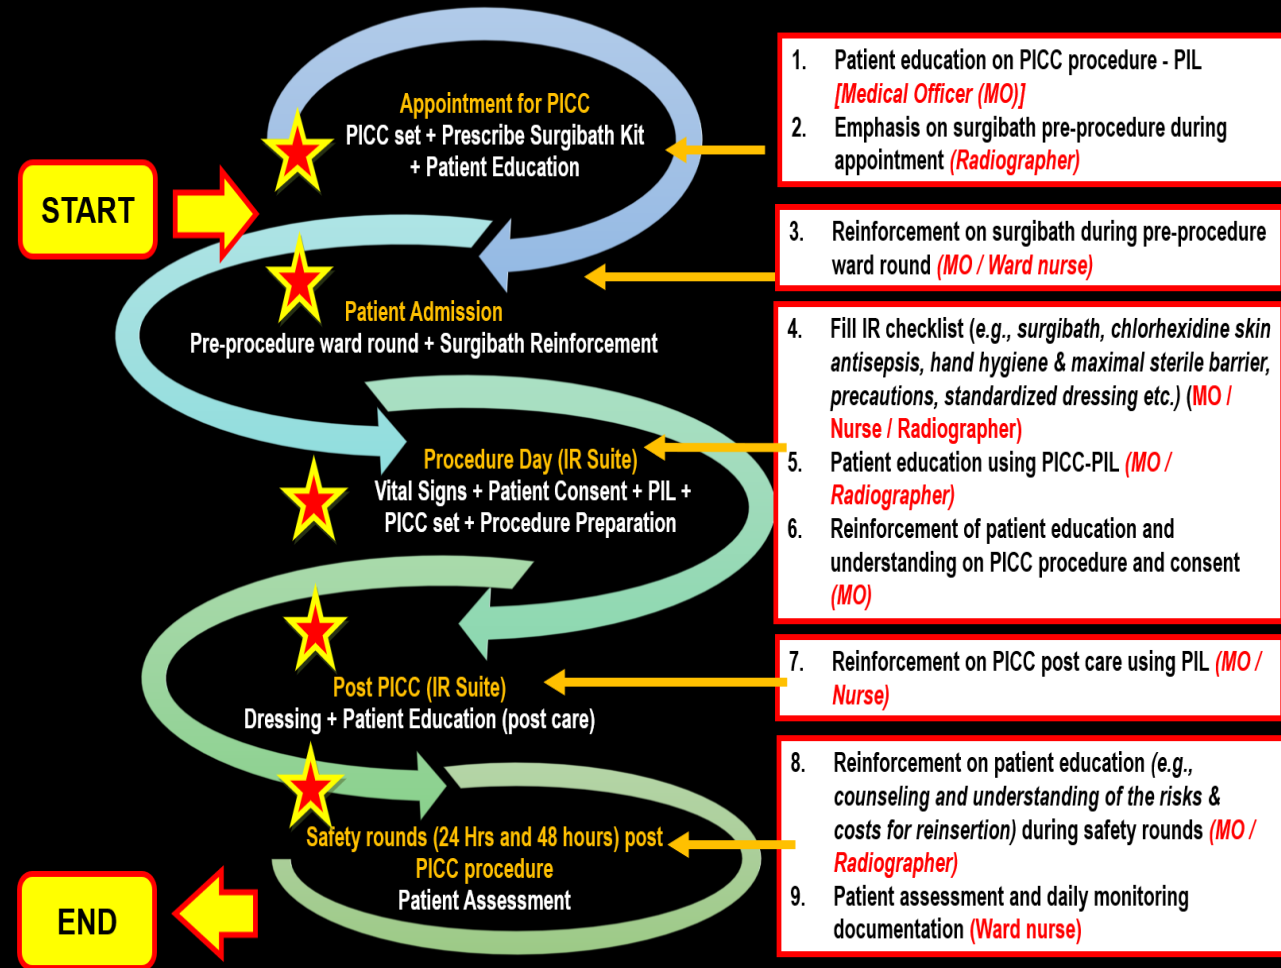 START
Appointment for PICC
PICC set + Prescribe Surgibath Kit
+ Patient Education
1. Patient education on PICC procedure - PIL
[Medical Officer (MO)]
2. Emphasis on surgibath pre-procedure during
appointment (Radiographer)
Patient Admission
Pre-procedure ward round + Surgibath Reinforcement
3. Reinforcement on surgibath during pre-procedure
ward round (MO / Ward nurse)
Procedure Day (IR Suite)
Vital Signs + Patient Consent + PIL +
PICC set + Procedure Preparation
4. Fill IR checklist (e.g., surgibath, chlorhexidine skin
antisepsis, hand hygiene & maximal sterile barrier,
precautions, standardized dressing etc.) (MO /
Nurse / Radiographer)
5. Patient education using PICC-PIL (MO /
Radiographer)
6. Reinforcement of patient education and
understanding on PICC procedure and consent
(MO)
Post PICC (IR Suite)
Dressing + Patient Education (post care)
7. Reinforcement on PICC post care using PIL (MO /
Nurse)
Safety rounds (24 Hrs and 48 hours) post
PICC procedure
Patient Assessment
8. Reinforcement on patient education (e.g.,
counseling and understanding of the risks &
costs for reinsertion) during safety rounds (MO /
Radiographer)
9. Patient assessment and daily monitoring
documentation (Ward nurse)
END